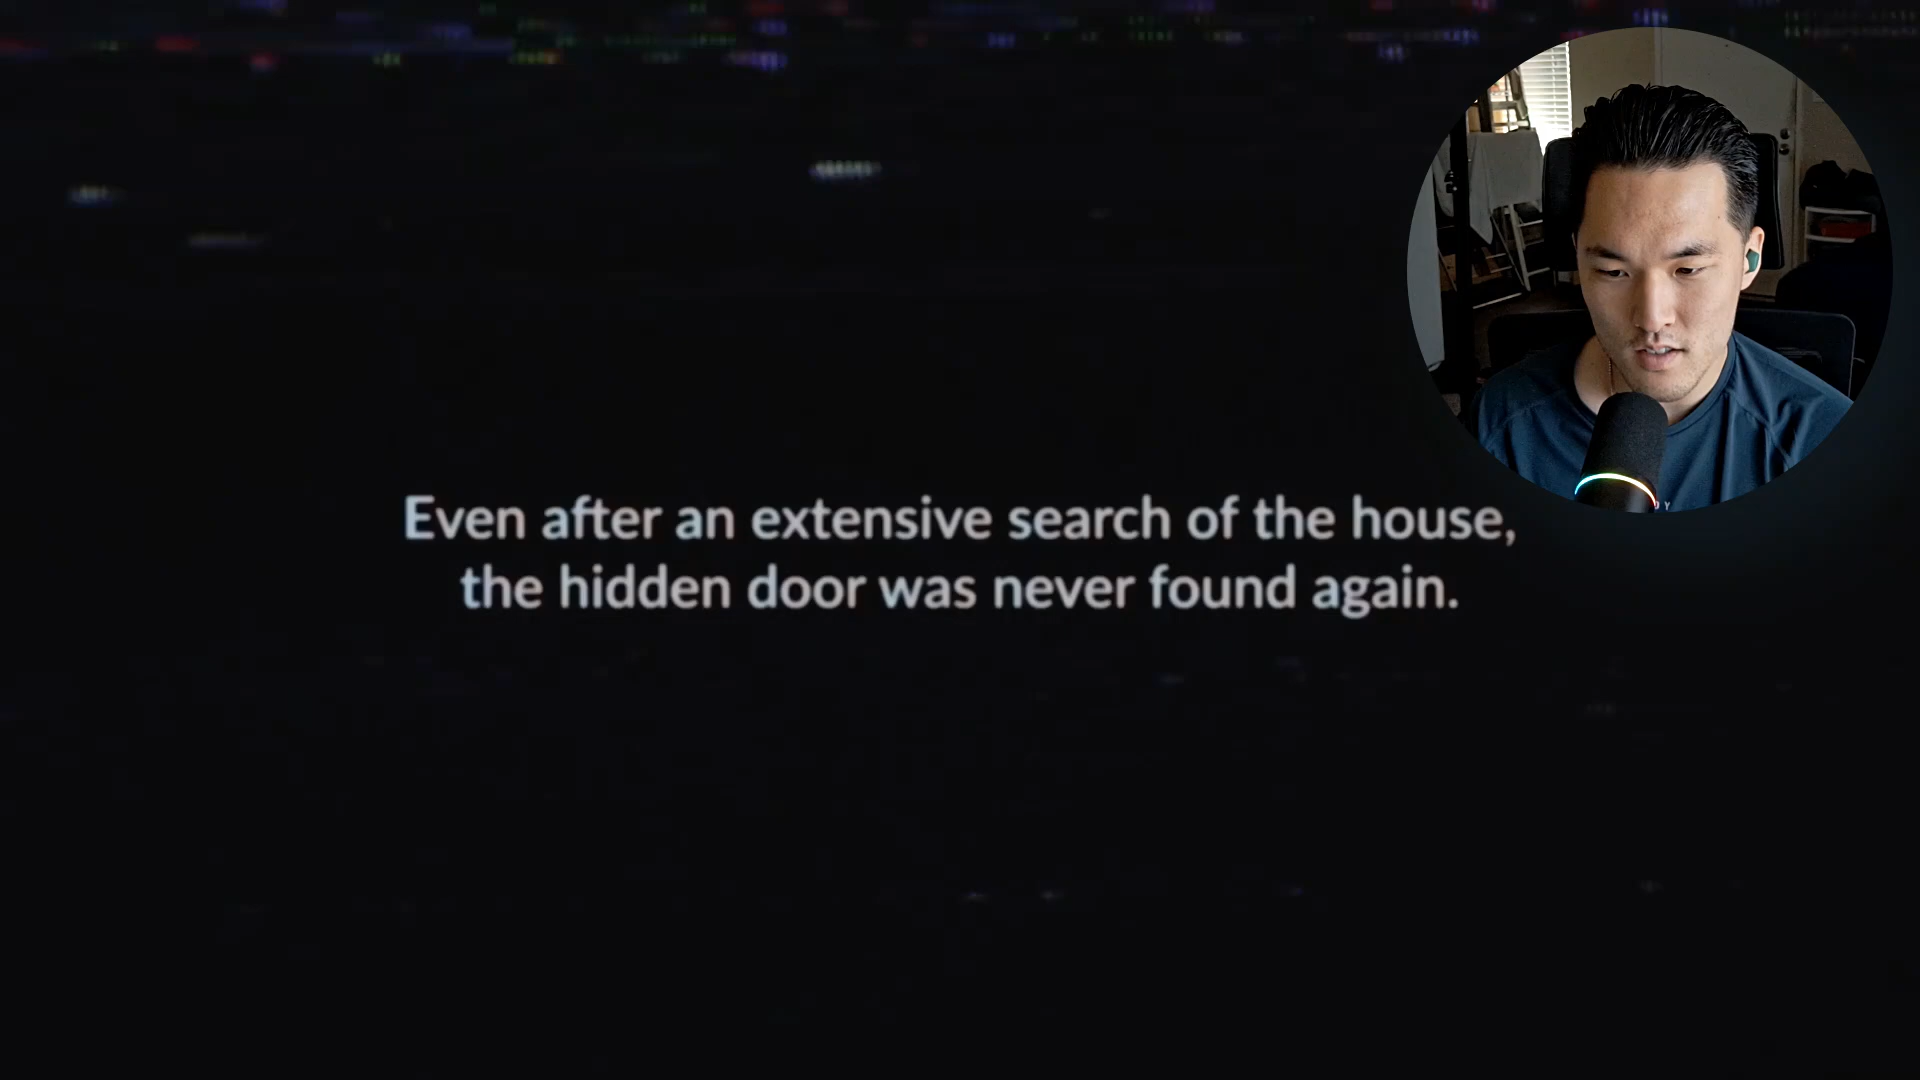 Even after an extensive search of the house,
the hidden door was never found again.